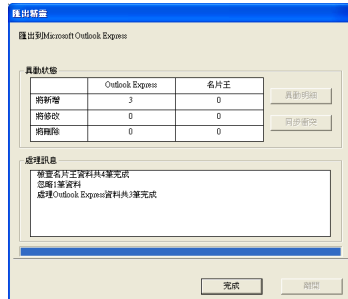 匯出精靈
匯出到Microsoft Outlook Express
異動狀態
Outlook Express 名片王
將新增 3 0
將修改 0 0
將刪除 0 0
異動明細
同步衝突
處理訊息
檢查名片王資料共4筆完成
忽略1筆資料
處理Outlook Express資料共3筆完成
完成
離開